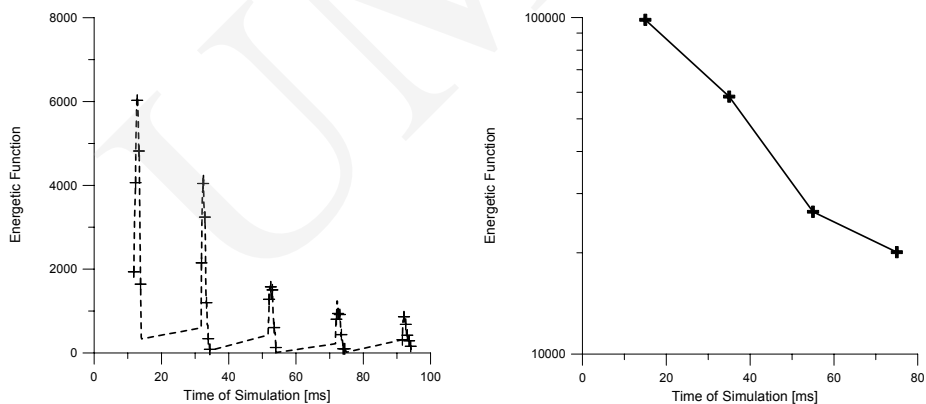 8000
6000
4000
2000
0
Energetic Function
0 20 40 60 80 100
Time of Simulation [ms]
100000
10000
Energetic Function
0 20 40 60 80
Time of Simulation [ms]
UM